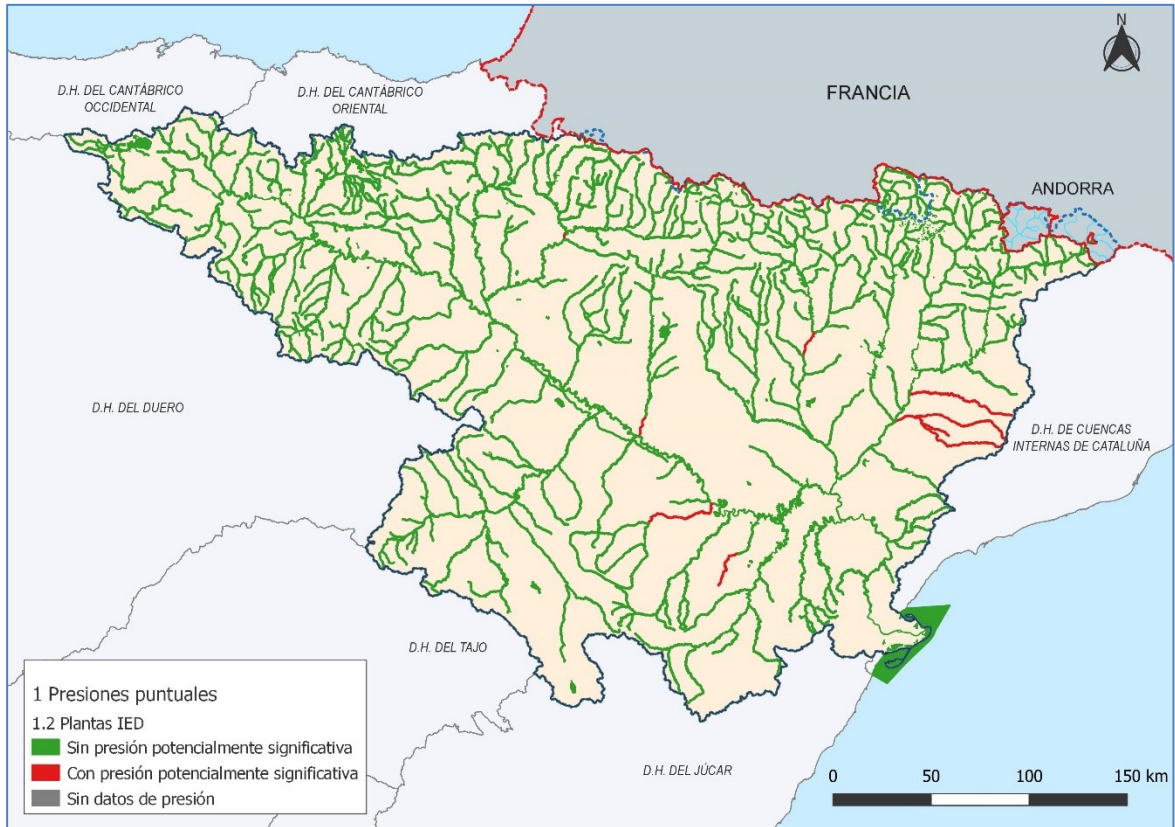 N
D.H. DEL CANTÁBRICO
OCCIDENTAL
D.H. DEL CANTÁBRICO
ORIENTAL
FRANCIA
ANDORRA
D.H. DEL DUERO
D.H. DE CUENCAS
INTERNAS DE CATALUÑA
D.H. DEL TAJO
D.H. DEL JÚCAR
1 Presiones puntuales
1.2 Plantas IED
Sin presión potencialmente significativa
Con presión potencialmente significativa
Sin datos de presión
0 50 100 150 km